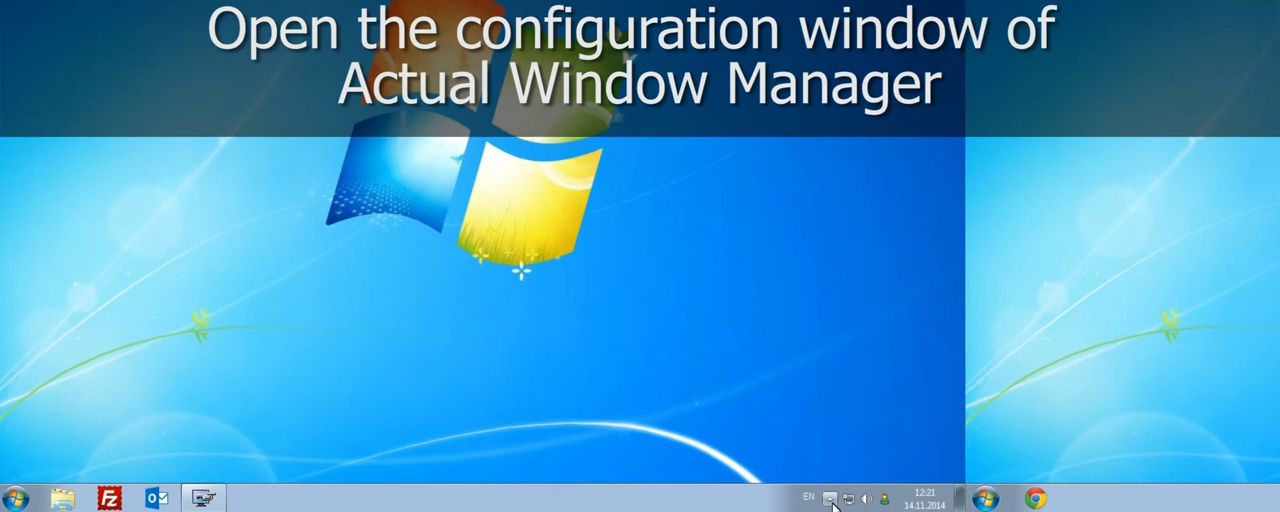 Open the configuration window of
Actual Window Manager
EN
12:21
14.11.2014